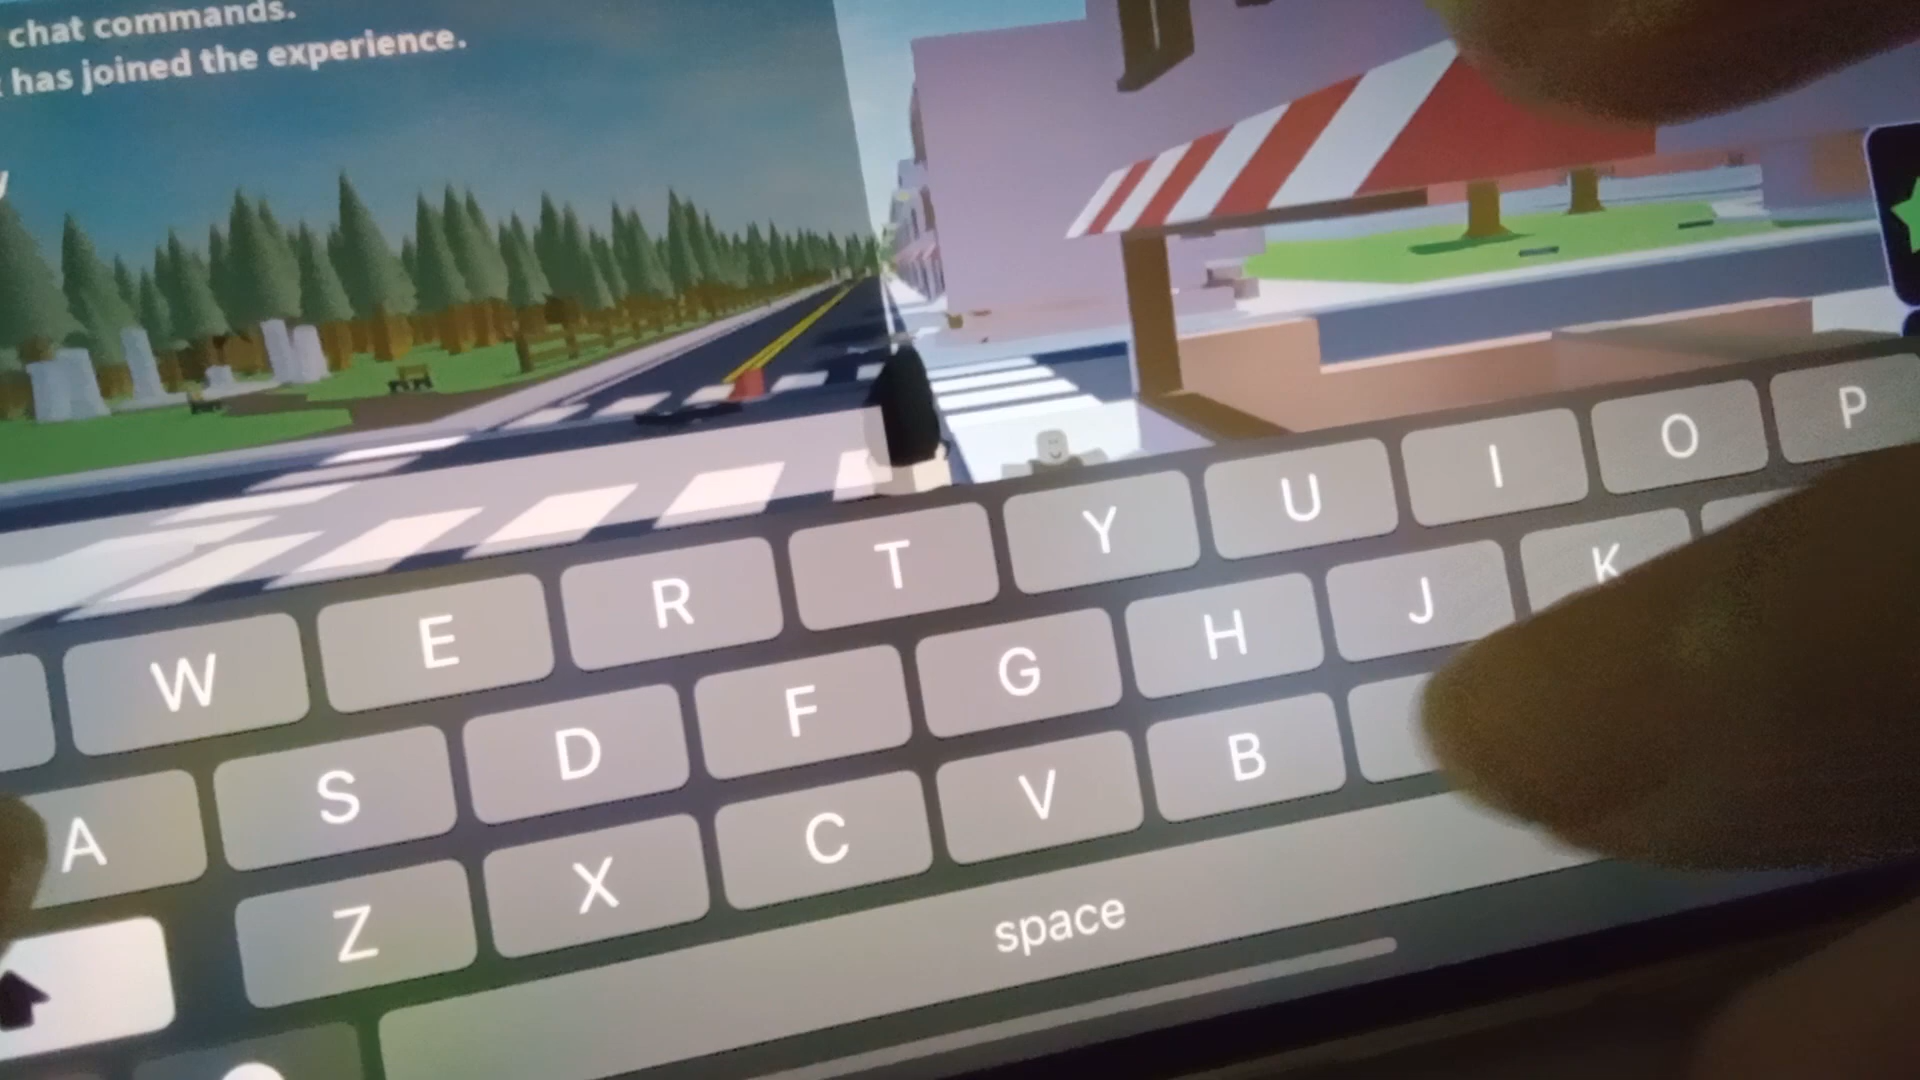 chat commands.
has joined the experience.
y
W E R T Y U I O P
A S D F G H J K
Z X C V B
space